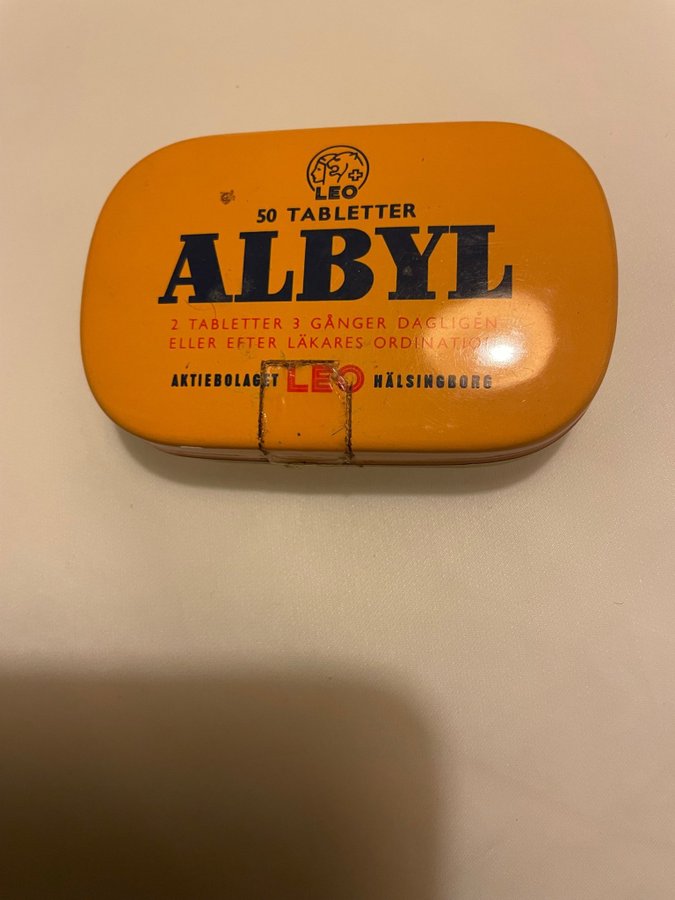 LEO
50 TABLETTER
ALBYL
2 TABLETTER 3 GÅNGER DAGLIGEN
ELLER EFTER LÄKARES ORDINATION
AKTIEBOLAGET LEO HÄLSINGBORG